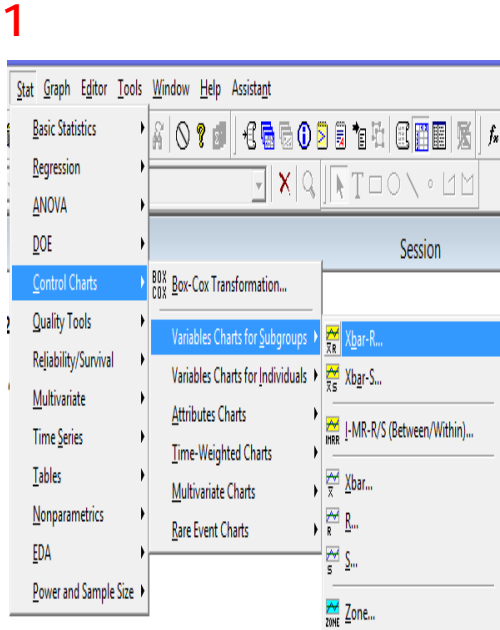 1
Stat Graph Editor Tools Window Help Assistant
Basic Statistics
Regression
ANOVA
DOE
Control Charts
Quality Tools
Reliability/Survival
Multivariate
Time Series
Tables
Nonparametrics
EDA
Power and Sample Size
Session
BOX COX Box-Cox Transformation...
Variables Charts for Subgroups
Variables Charts for Individuals
Attributes Charts
Time-Weighted Charts
Multivariate Charts
Rare Event Charts
Xbar-R...
Xbar-S...
I-MR-R/S (Between/Within)...
Xbar...
R...
S...
ZONE Zone...